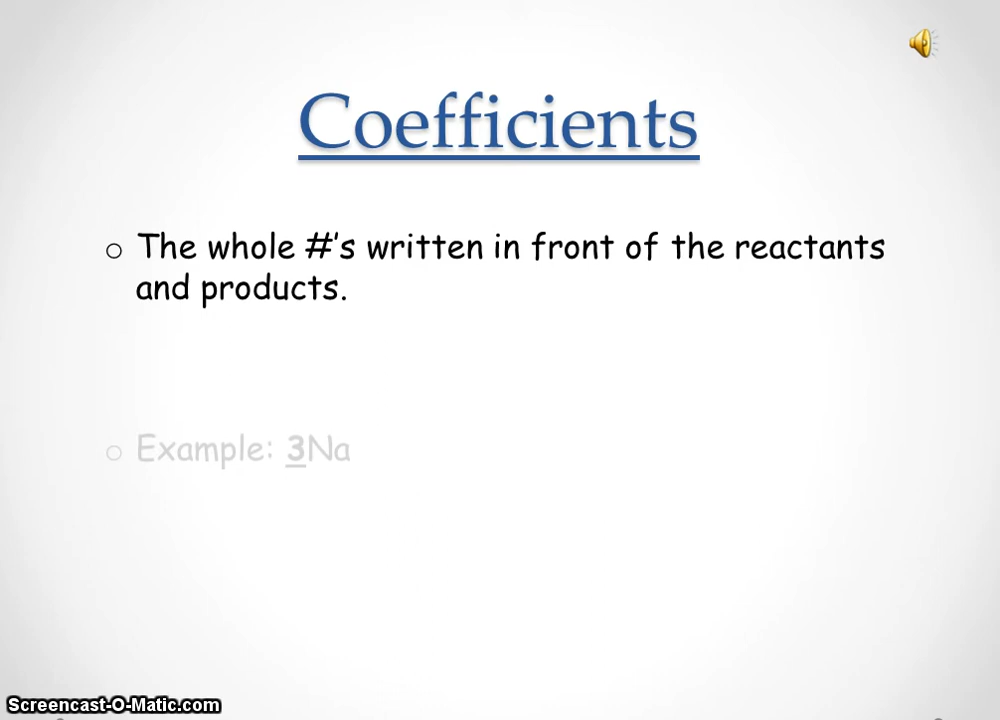 Coefficients
o The whole #'s written in front of the reactants
and products.
o Example: 3Na
Screencast-O-Matic.com